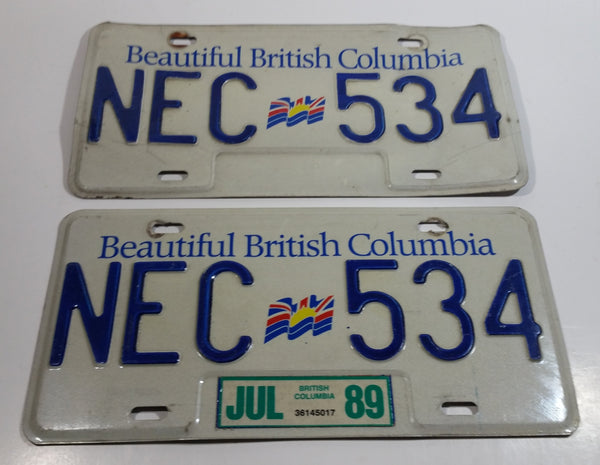 Beautiful British Columbia
NEC 534
Beautiful British Columbia
NEC 534
JUL BRITISH COLUMBIA 36145017 89